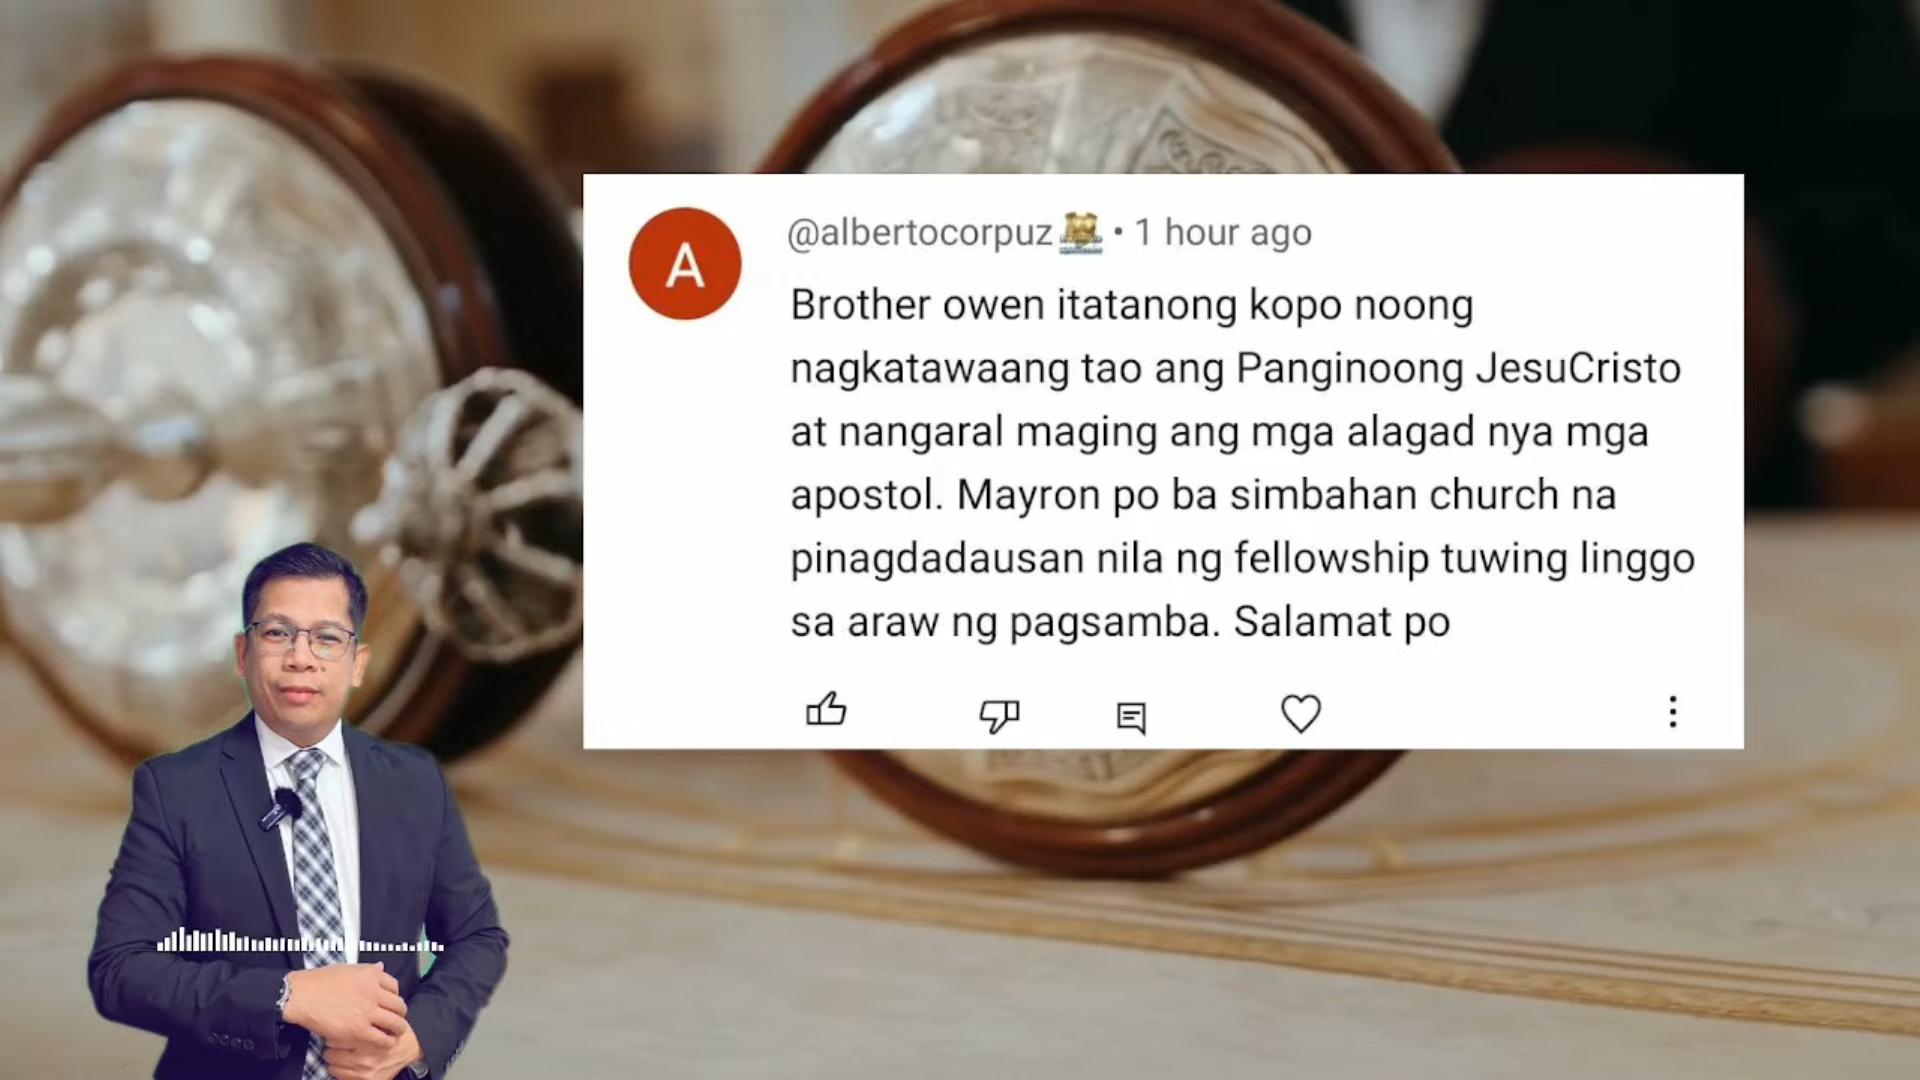 A
@albertocorpuz • 1 hour ago
Brother owen itatanong kopo noong
nagkatawaang tao ang Panginoong JesuCristo
at nangaral maging ang mga alagad nya mga
apostol. Mayron po ba simbahan church na
pinagdadausan nila ng fellowship tuwing linggo
sa araw ng pagsamba. Salamat po